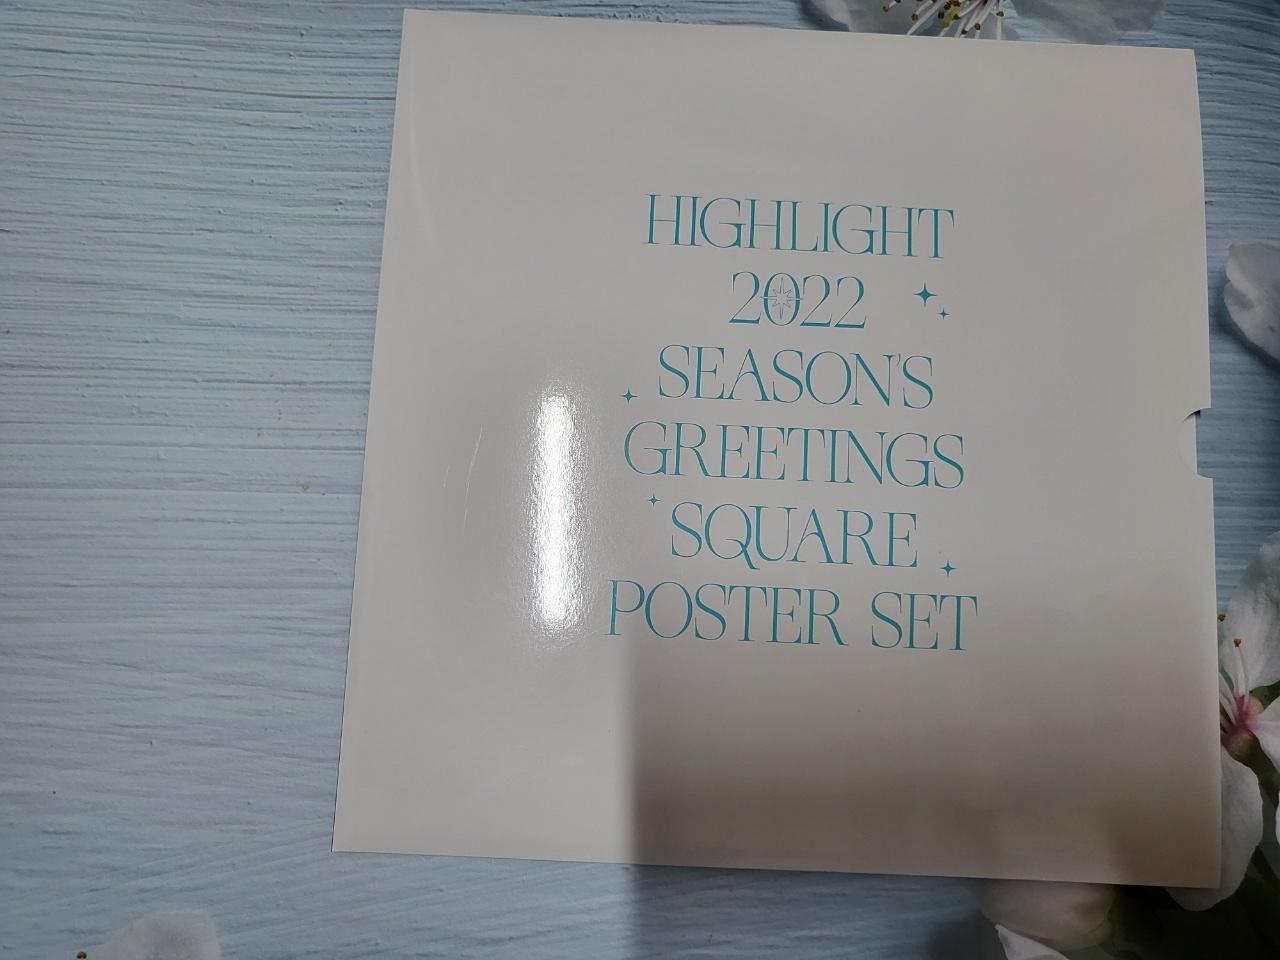 HIGHLIGHT
2022
SEASON'S
GREETINGS
SQUARE
POSTER SET